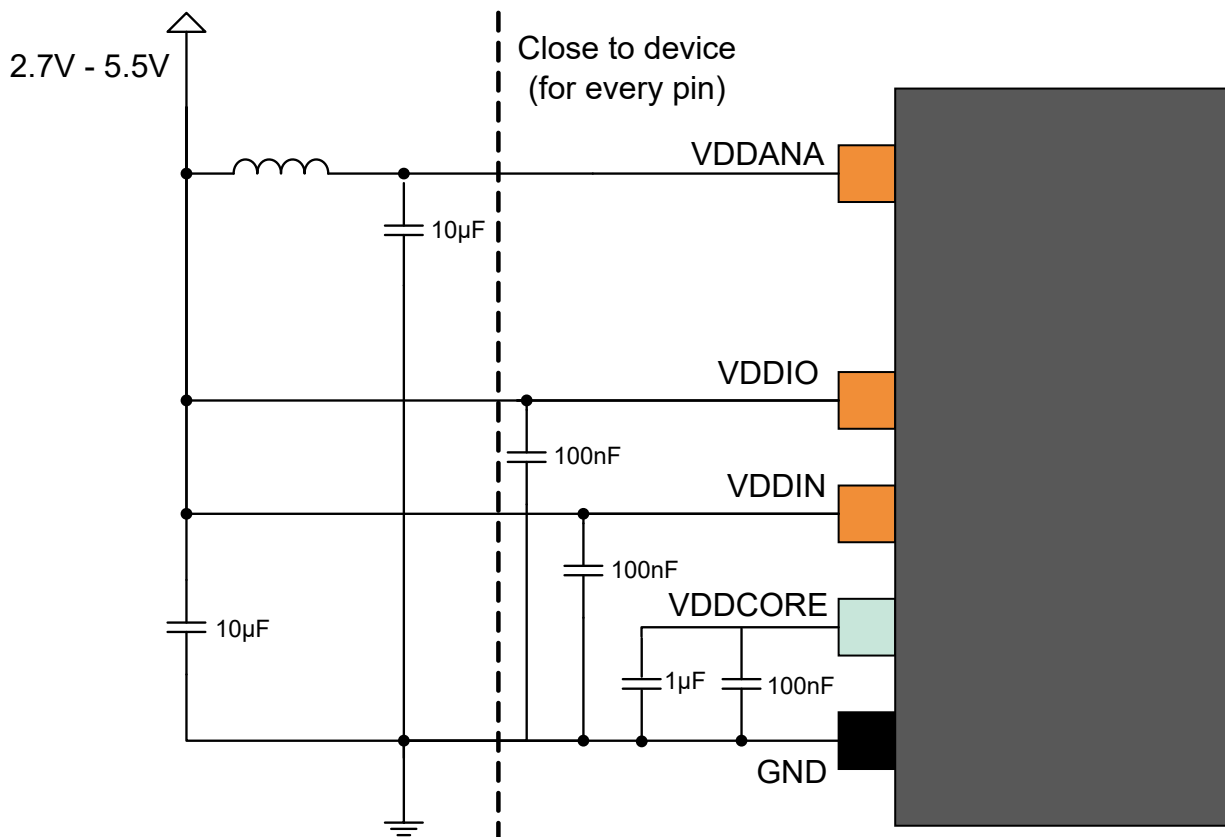 2.7V - 5.5V
Close to device
(for every pin)
VDDANA
10µF
VDDIO
100nF
VDDIN
100nF
VDDCORE
10µF
1µF
100nF
GND